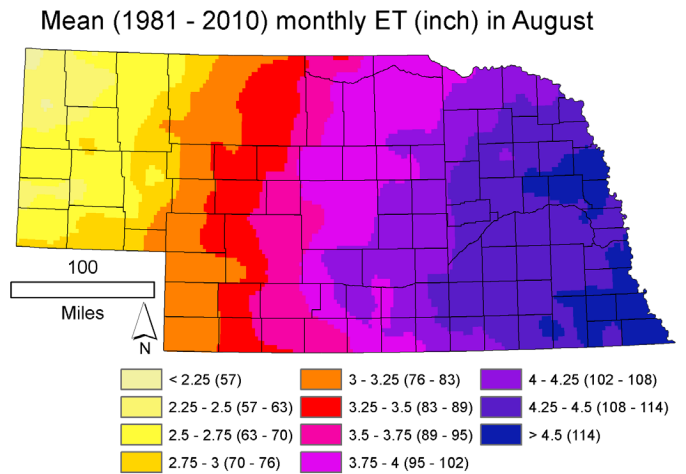 Mean (1981 - 2010) monthly ET (inch) in August
100
Miles
N
< 2.25 (57)
2.25 - 2.5 (57 - 63)
2.5 - 2.75 (63 - 70)
2.75 - 3 (70 - 76)
3 - 3.25 (76 - 83)
3.25 - 3.5 (83 - 89)
3.5 - 3.75 (89 - 95)
3.75 - 4 (95 - 102)
4 - 4.25 (102 - 108)
4.25 - 4.5 (108 - 114)
> 4.5 (114)